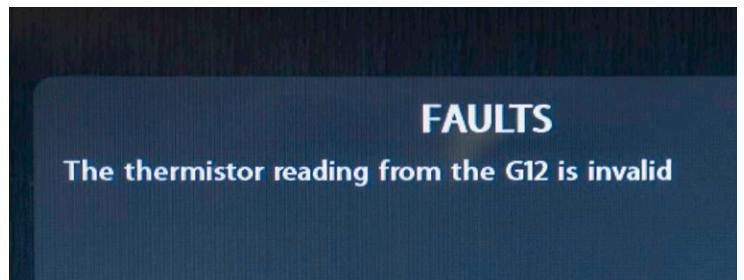 FAULTS
The thermistor reading from the G12 is invalid